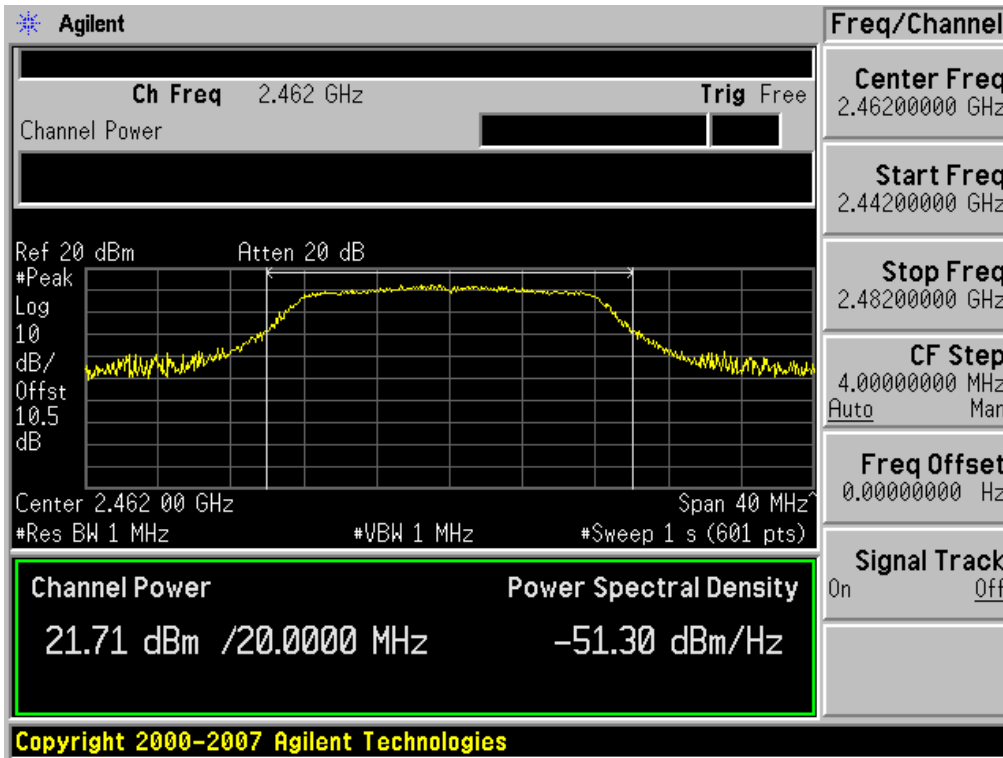 Agilent
Freq/Channel
Ch Freq 2.462 GHz
Trig Free
Channel Power
Ref 20 dBm
Atten 20 dB
#Peak
Log
10
dB/
Offst
10.5
dB
Center 2.462 00 GHz
Span 40 MHz^
#Res BW 1 MHz
#VBW 1 MHz
#Sweep 1 s (601 pts)
Channel Power
Power Spectral Density
21.71 dBm /20.0000 MHz
-51.30 dBm/Hz
Copyright 2000-2007 Agilent Technologies
Center Freq
2.46200000 GHz
Start Freq
2.44200000 GHz
Stop Freq
2.48200000 GHz
CF Step
4.00000000 MHz
Auto Man
Freq Offset
0.00000000 Hz
Signal Track
On Off